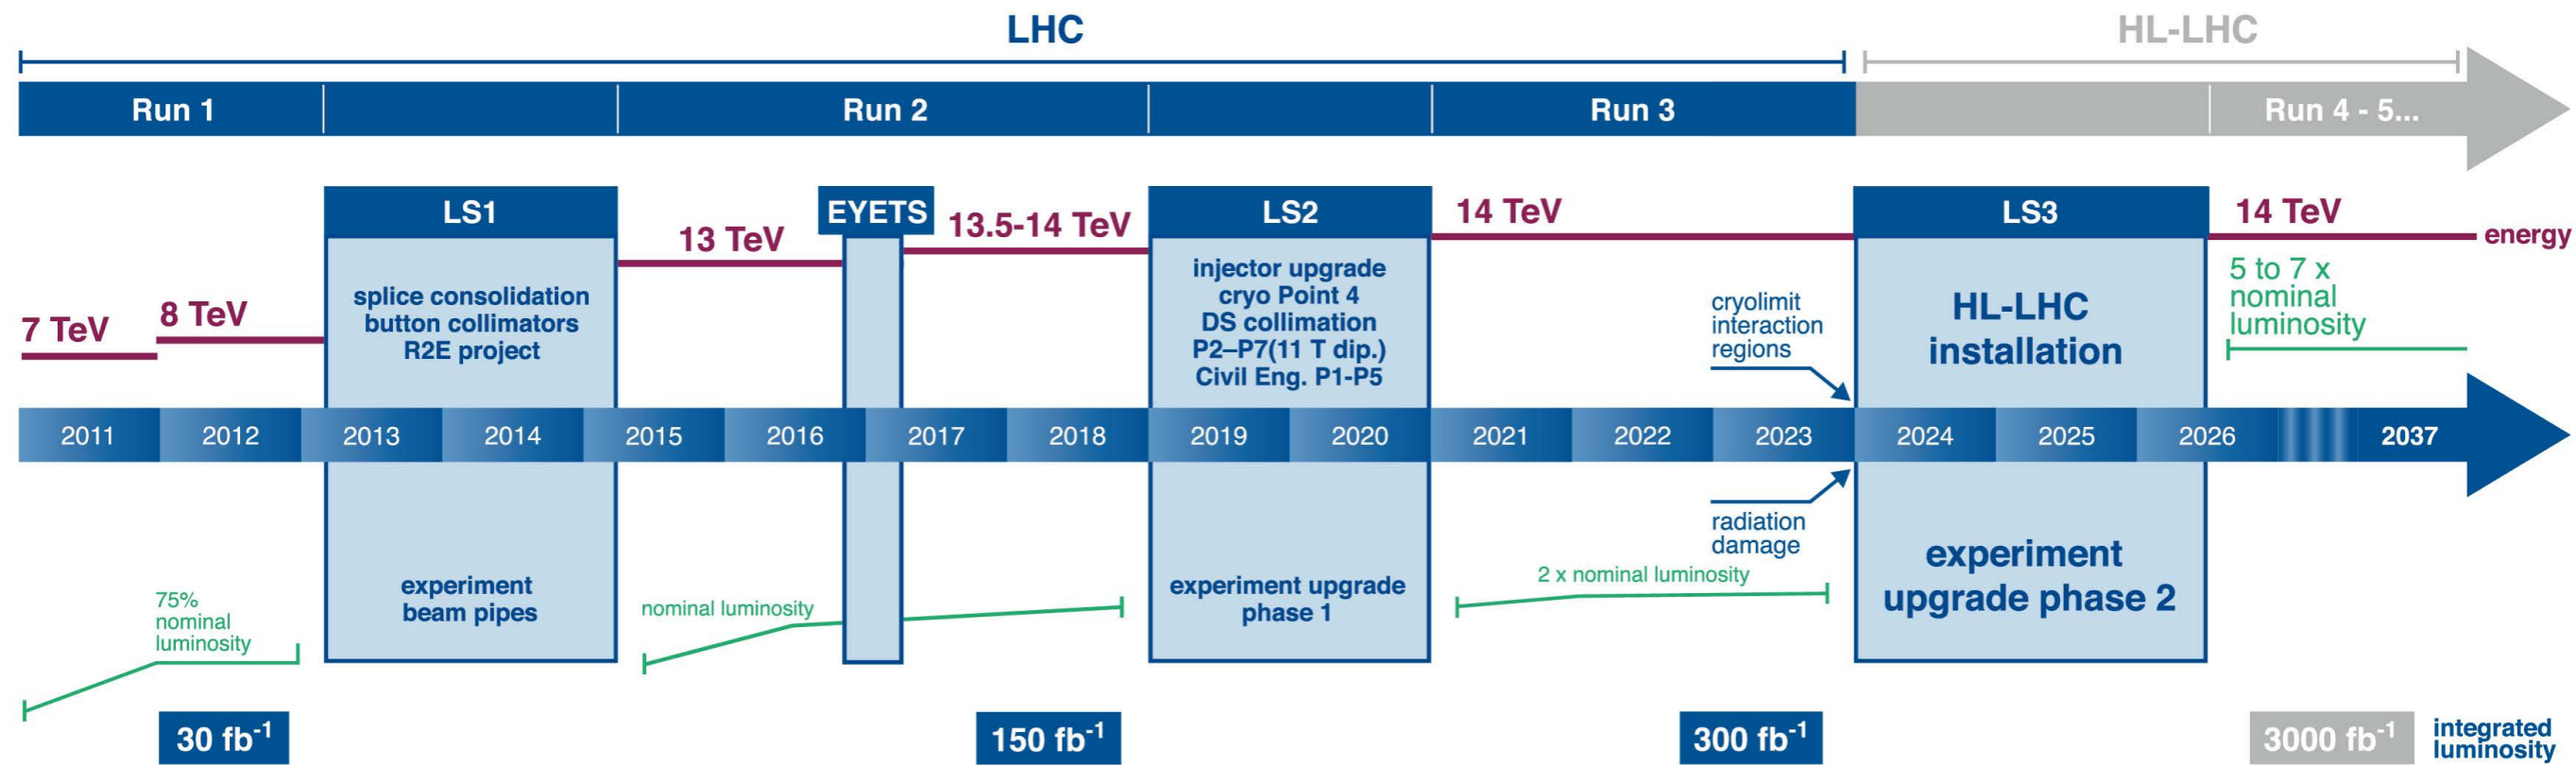 LHC
HL-LHC
Run 1
Run 2
Run 3
Run 4 - 5...
LS1
EYETS
LS2
LS3
7 TeV
8 TeV
13 TeV
13.5-14 TeV
14 TeV
14 TeV
energy
splice consolidation
button collimators
R2E project
injector upgrade
cryo Point 4
DS collimation
P2–P7(11 T dip.)
Civil Eng. P1-P5
cryolimit
interaction
regions
HL-LHC
installation
5 to 7 x
nominal
luminosity
2011
2012
2013
2014
2015
2016
2017
2018
2019
2020
2021
2022
2023
2024
2025
2026
2037
radiation
damage
75%
nominal
luminosity
experiment
beam pipes
nominal luminosity
experiment upgrade
phase 1
2 x nominal luminosity
experiment
upgrade phase 2
30 fb⁻¹
150 fb⁻¹
300 fb⁻¹
3000 fb⁻¹
integrated
luminosity